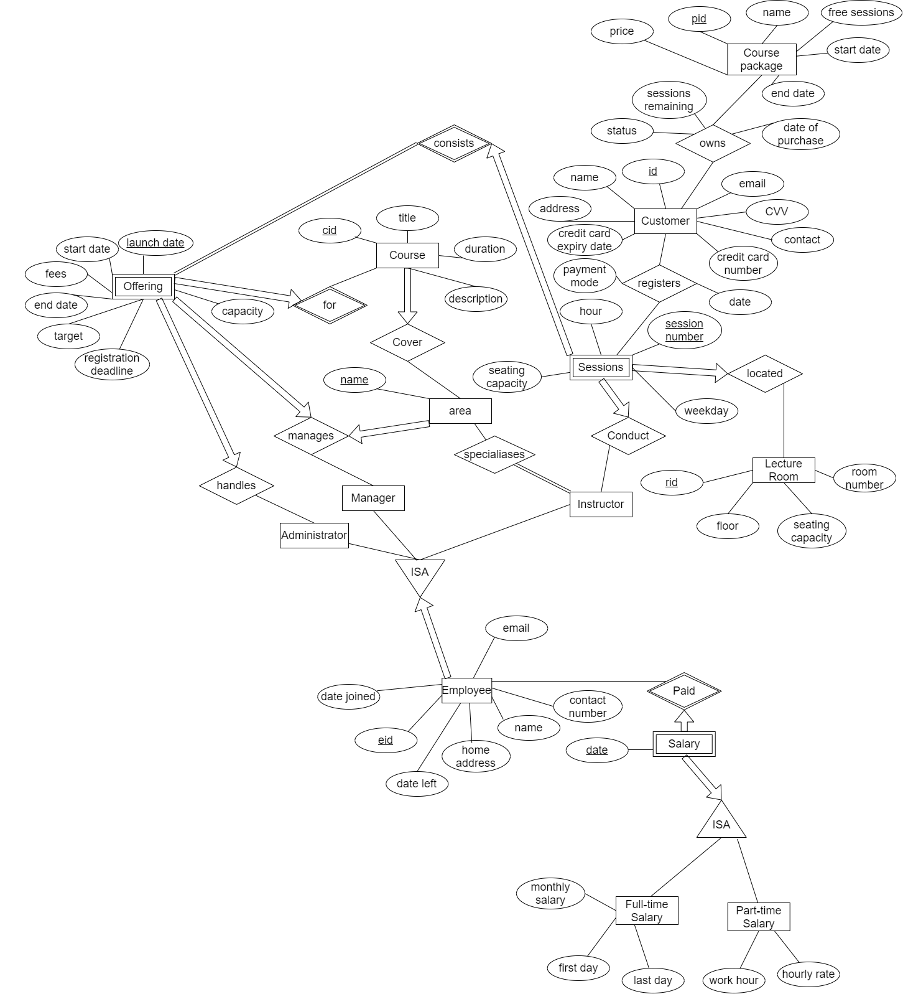 pid
name
free sessions
price
Course
package
start date
end date
sessions
remaining
status
date of
purchase
owns
consists
name
id
email
address
Customer
CVV
credit card
expiry date
contact
credit card
number
cid
title
Course
duration
description
start date
launch date
fees
Offering
end date
capacity
target
registration
deadline
for
payment
mode
registers
date
hour
session
number
Cover
seating
capacity
Sessions
located
weekday
name
area
manages
specialiases
Conduct
handles
Manager
Instructor
Administrator
rid
Lecture
Room
room
number
floor
seating
capacity
ISA
email
date joined
Employee
Paid
contact
number
name
eid
home
address
date left
date
Salary
ISA
monthly
salary
Full-time
Salary
Part-time
Salary
first day
last day
work hour
hourly rate